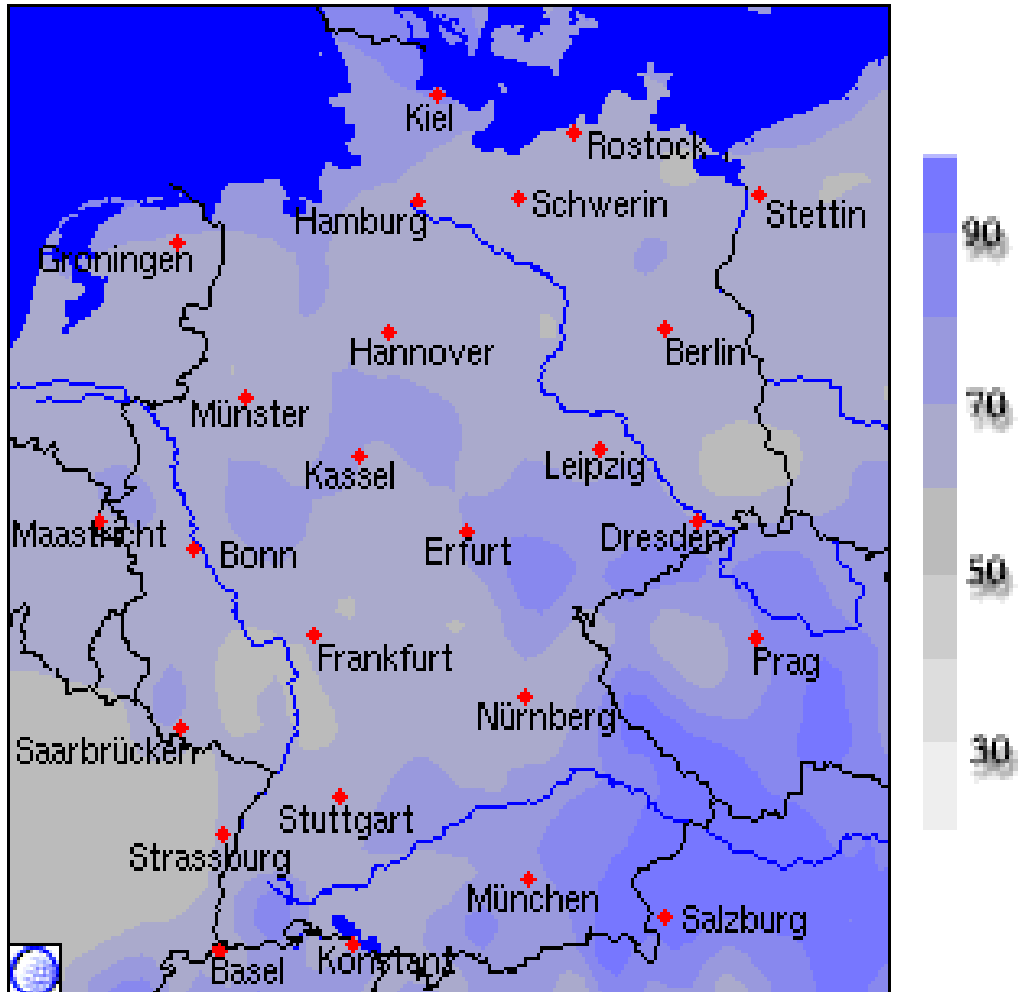 Kiel
Rostock
Hamburg
Schwerin
Stettin
90
Groningen
Hannover
Berlin
Münster
70
Kassel
Leipzig
Maastricht
Bonn
Erfurt
Dresden
50
Frankfurt
Prag
Nürnberg
Saarbrücken
30
Stuttgart
Strassburg
München
Salzburg
Basel
Konstanz